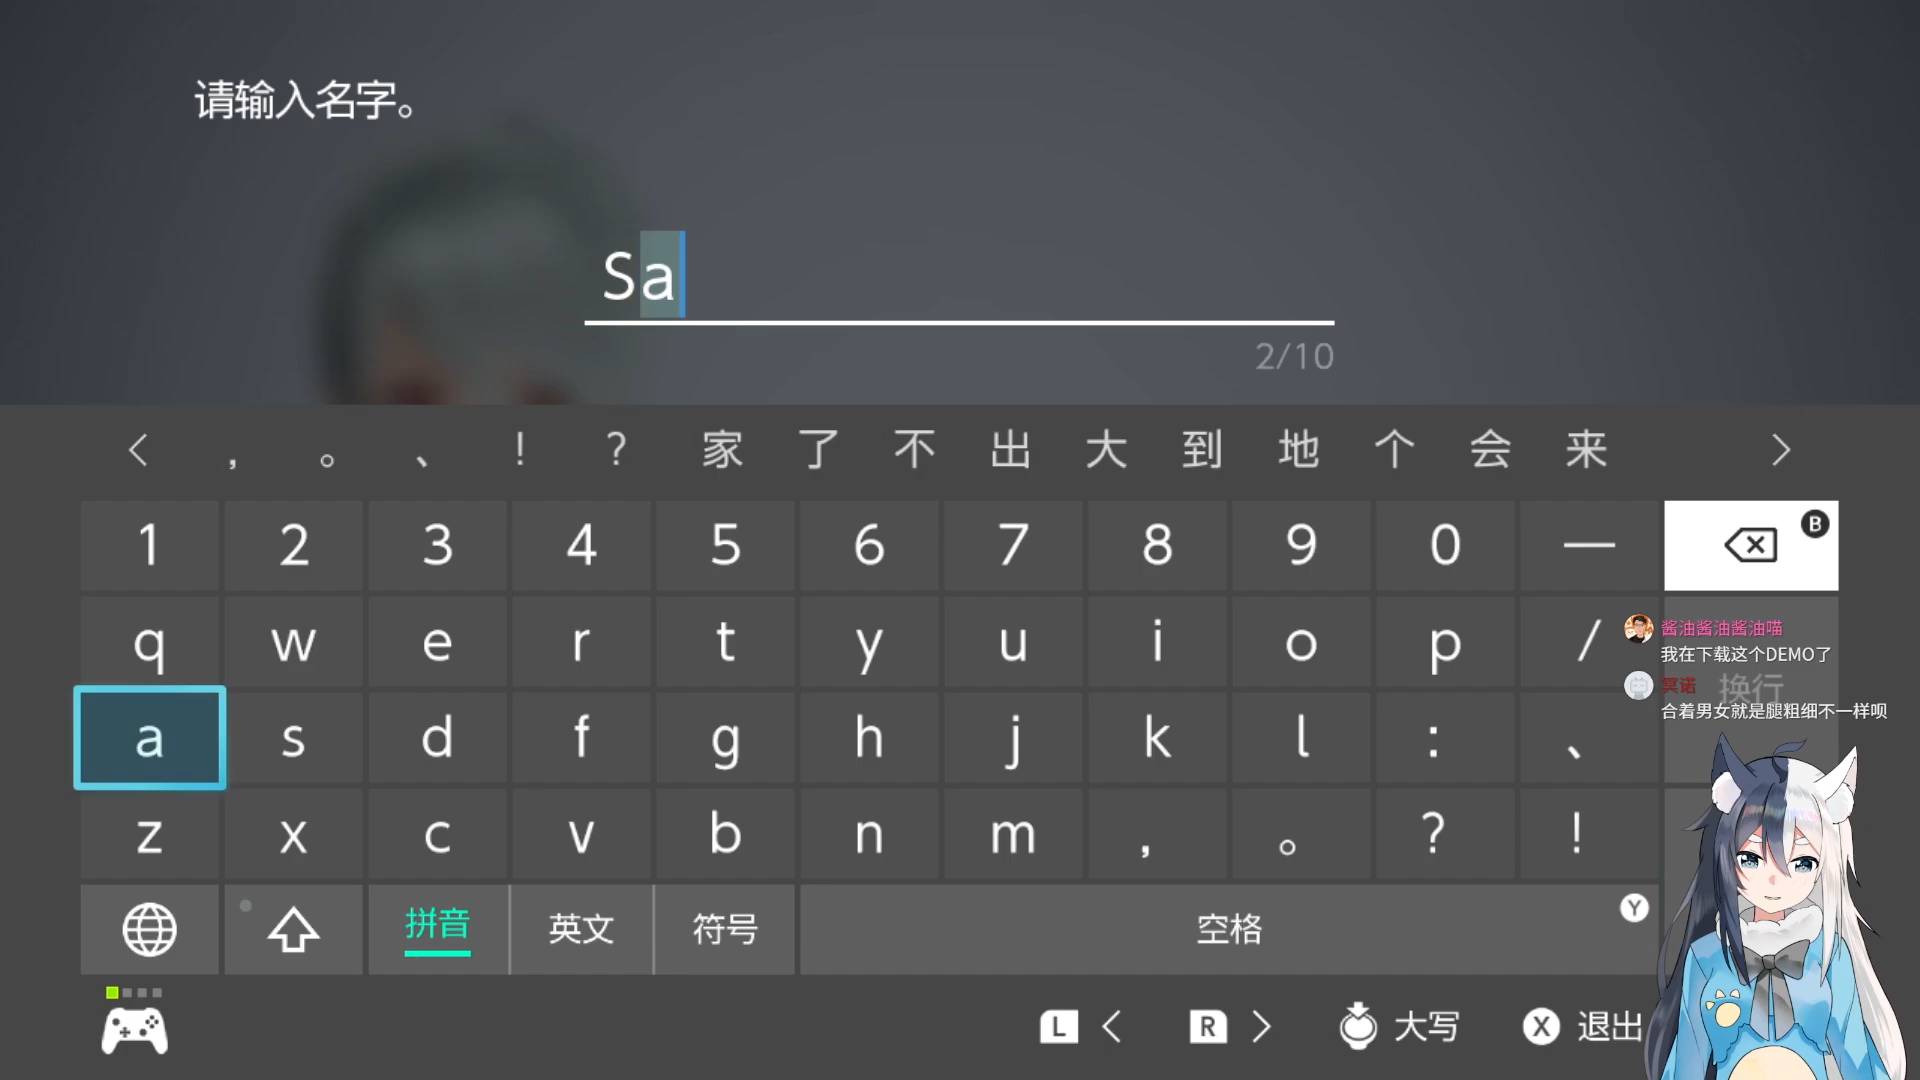 请输入名字。
Sa
2/10
< , 。 、 ! ? 家 了 不 出 大 到 地 个 会 来 >
1 2 3 4 5 6 7 8 9 0 — B
q w e r t y u i o p /
酱油酱油酱油喵
我在下载这个DEMO了
冥诺
换行
合着男女就是腿粗细不一样呗
a s d f g h j k l : 、
z x c v b n m , 。 ? !
拼音 英文 符号 空格 Y
L < R > 大写 X 退出